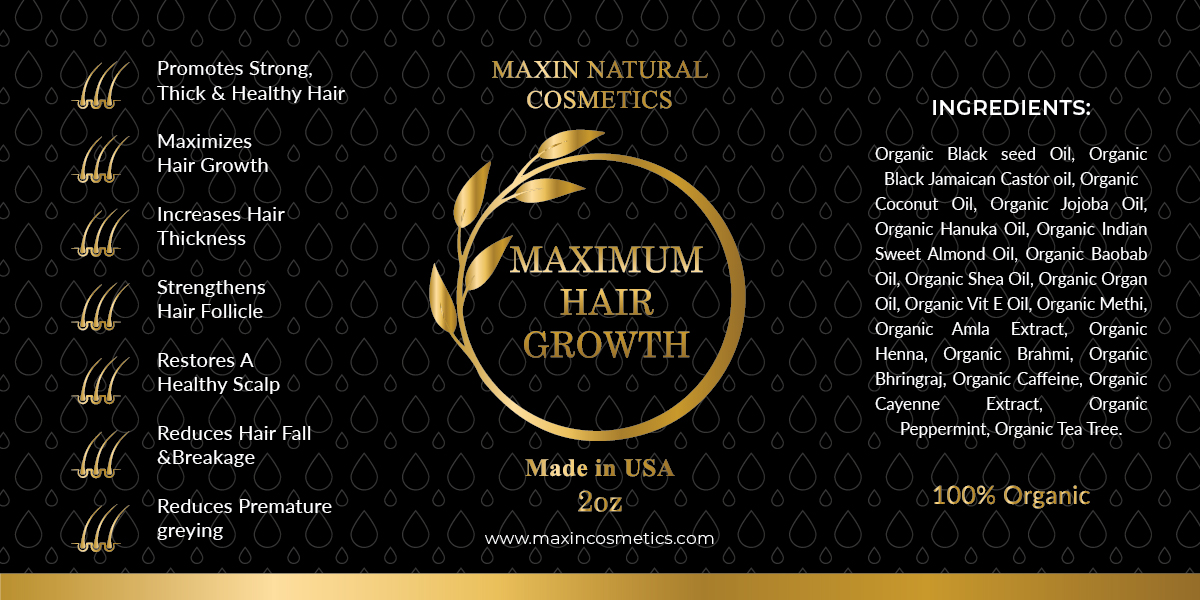 Promotes Strong,
Thick & Healthy Hair
Maximizes
Hair Growth
Increases Hair
Thickness
Strengthens
Hair Follicle
Restores A
Healthy Scalp
Reduces Hair Fall
&Breakage
Reduces Premature
greying
MAXIN NATURAL
COSMETICS
MAXIMUM
HAIR
GROWTH
Made in USA
2oz
www.maxincosmetics.com
INGREDIENTS:
Organic Black seed Oil, Organic
Black Jamaican Castor oil, Organic
Coconut Oil, Organic Jojoba Oil,
Organic Hanuka Oil, Organic Indian
Sweet Almond Oil, Organic Baobab
Oil, Organic Shea Oil, Organic Organ
Oil, Organic Vit E Oil, Organic Methi,
Organic Amla Extract, Organic
Henna, Organic Brahmi, Organic
Bhringraj, Organic Caffeine, Organic
Cayenne Extract, Organic
Peppermint, Organic Tea Tree.
100% Organic